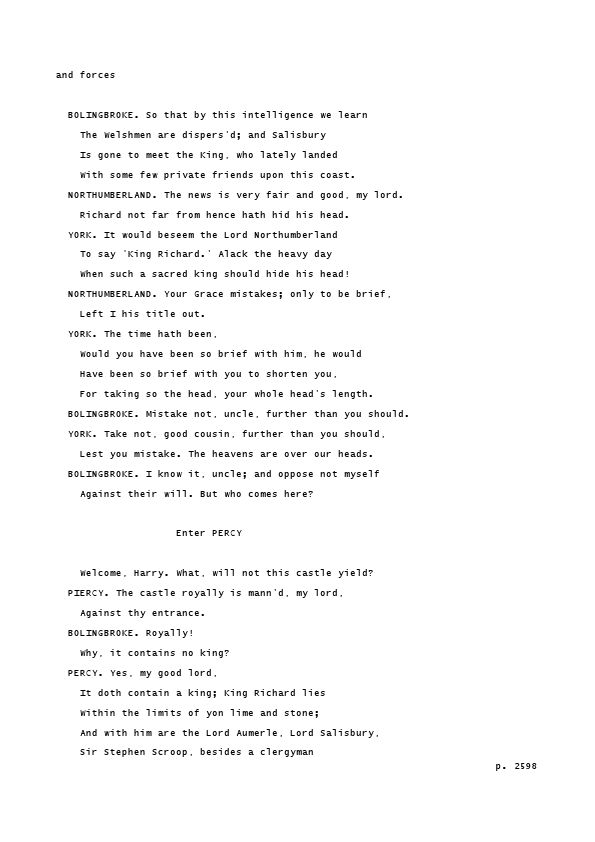 and forces
BOLINGBROKE. So that by this intelligence we learn
The Welshmen are dispers'd; and Salisbury
Is gone to meet the King, who lately landed
With some few private friends upon this coast.
NORTHUMBERLAND. The news is very fair and good, my lord.
Richard not far from hence hath hid his head.
YORK. It would beseem the Lord Northumberland
To say 'King Richard.' Alack the heavy day
When such a sacred king should hide his head!
NORTHUMBERLAND. Your Grace mistakes; only to be brief,
Left I his title out.
YORK. The time hath been,
Would you have been so brief with him, he would
Have been so brief with you to shorten you,
For taking so the head, your whole head's length.
BOLINGBROKE. Mistake not, uncle, further than you should.
YORK. Take not, good cousin, further than you should,
Lest you mistake. The heavens are over our heads.
BOLINGBROKE. I know it, uncle; and oppose not myself
Against their will. But who comes here?
Enter PERCY
Welcome, Harry. What, will not this castle yield?
PIERCY. The castle royally is mann'd, my lord,
Against thy entrance.
BOLINGBROKE. Royally!
Why, it contains no king?
PERCY. Yes, my good lord,
It doth contain a king; King Richard lies
Within the limits of yon lime and stone;
And with him are the Lord Aumerle, Lord Salisbury,
Sir Stephen Scroop, besides a clergyman
p. 2598